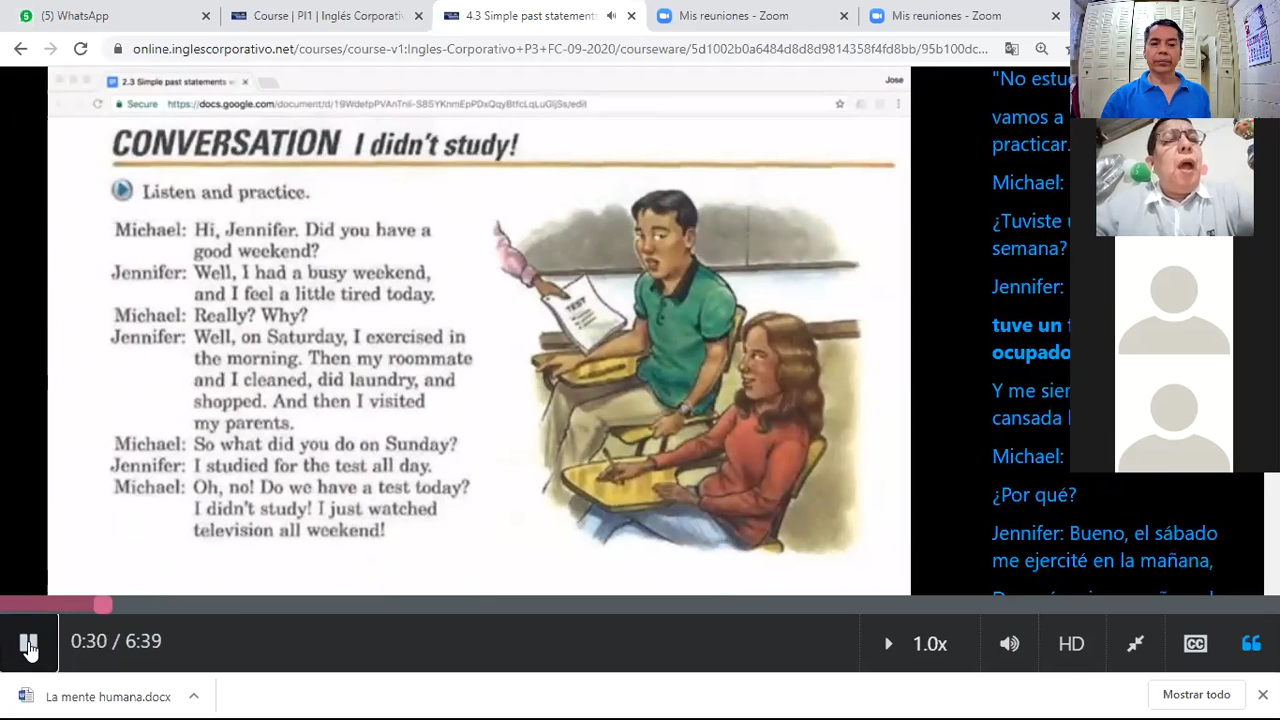 (5) WhatsApp
Course | PI1 | Inglés Corporativ
2.3 Simple past statements
Mis reuniones - Zoom
Mis reuniones - Zoom
2.3 Simple past statements w
Jose
Secure
CONVERSATION I didn't study!
Listen and practice.
Michael: Hi, Jennifer. Did you have a
good weekend?
Jennifer: Well, I had a busy weekend,
and I feel a little tired today.
Michael: Really? Why?
Jennifer: Well, on Saturday, I exercised in
the morning. Then my roommate
and I cleaned, did laundry, and
shopped. And then I visited
my parents.
Michael: So what did you do on Sunday?
Jennifer: I studied for the test all day.
Michael: Oh, no! Do we have a test today?
I didn't study! I just watched
television all weekend!
TEST
"No estu
vamos a
practicar.
Michael:
¿Tuviste u
semana?
Jennifer:
tuve un f
ocupado
Y me sien
cansada
Michael:
¿Por qué?
Jennifer: Bueno, el sábado
me ejercité en la mañana,
0:30 / 6:39
1.0x
HD
CC
La mente humana.docx
Mostrar todo